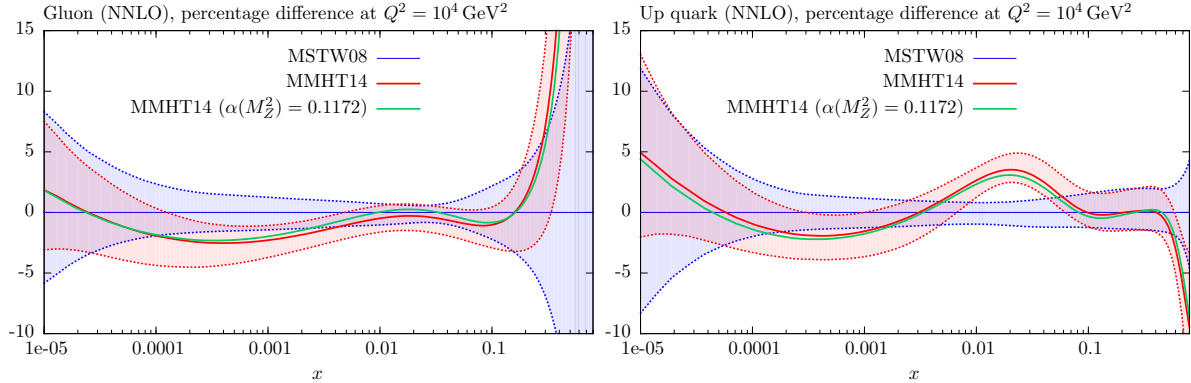 Gluon (NNLO), percentage difference at Q² = 10⁴ GeV²
MSTW08
MMHT14
MMHT14 (α(M_Z²) = 0.1172)
15
10
5
0
-5
-10
1e-05 0.0001 0.001 0.01 0.1
x
Up quark (NNLO), percentage difference at Q² = 10⁴ GeV²
MSTW08
MMHT14
MMHT14 (α(M_Z²) = 0.1172)
15
10
5
0
-5
-10
1e-05 0.0001 0.001 0.01 0.1
x